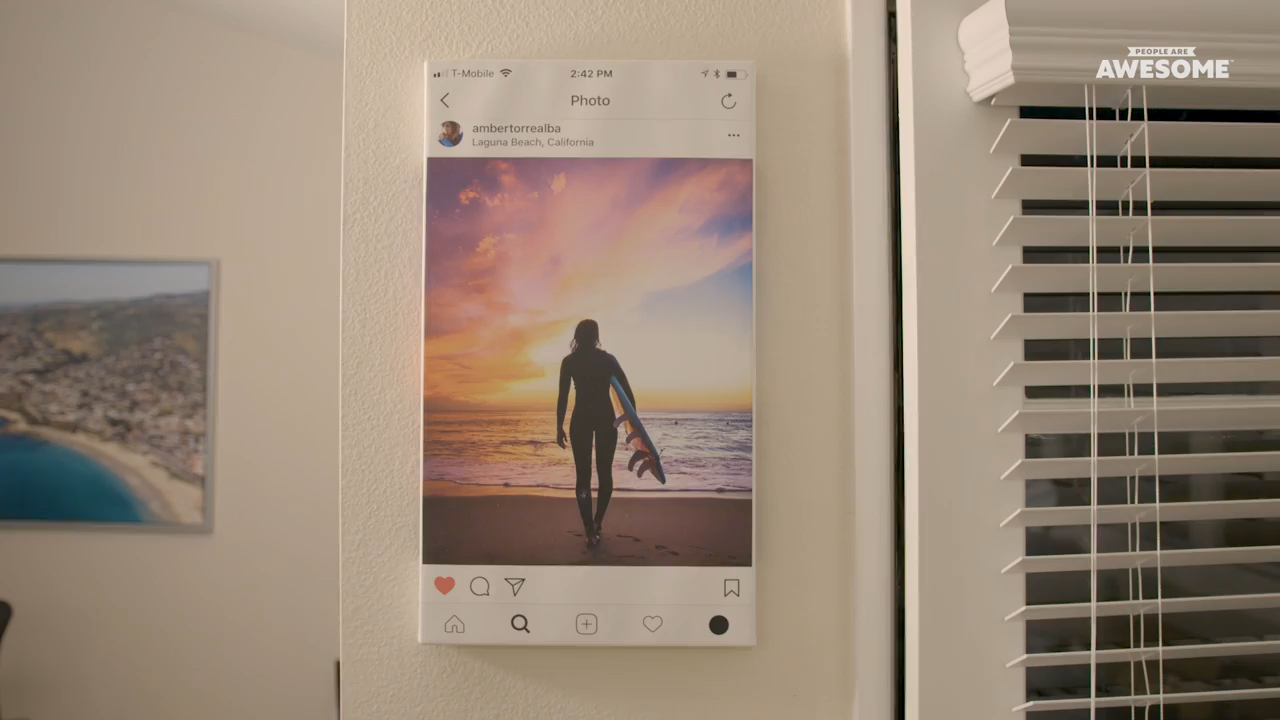 PEOPLE ARE
AWESOME
T-Mobile 2:42 PM
Photo
ambertorrealba
Laguna Beach, California